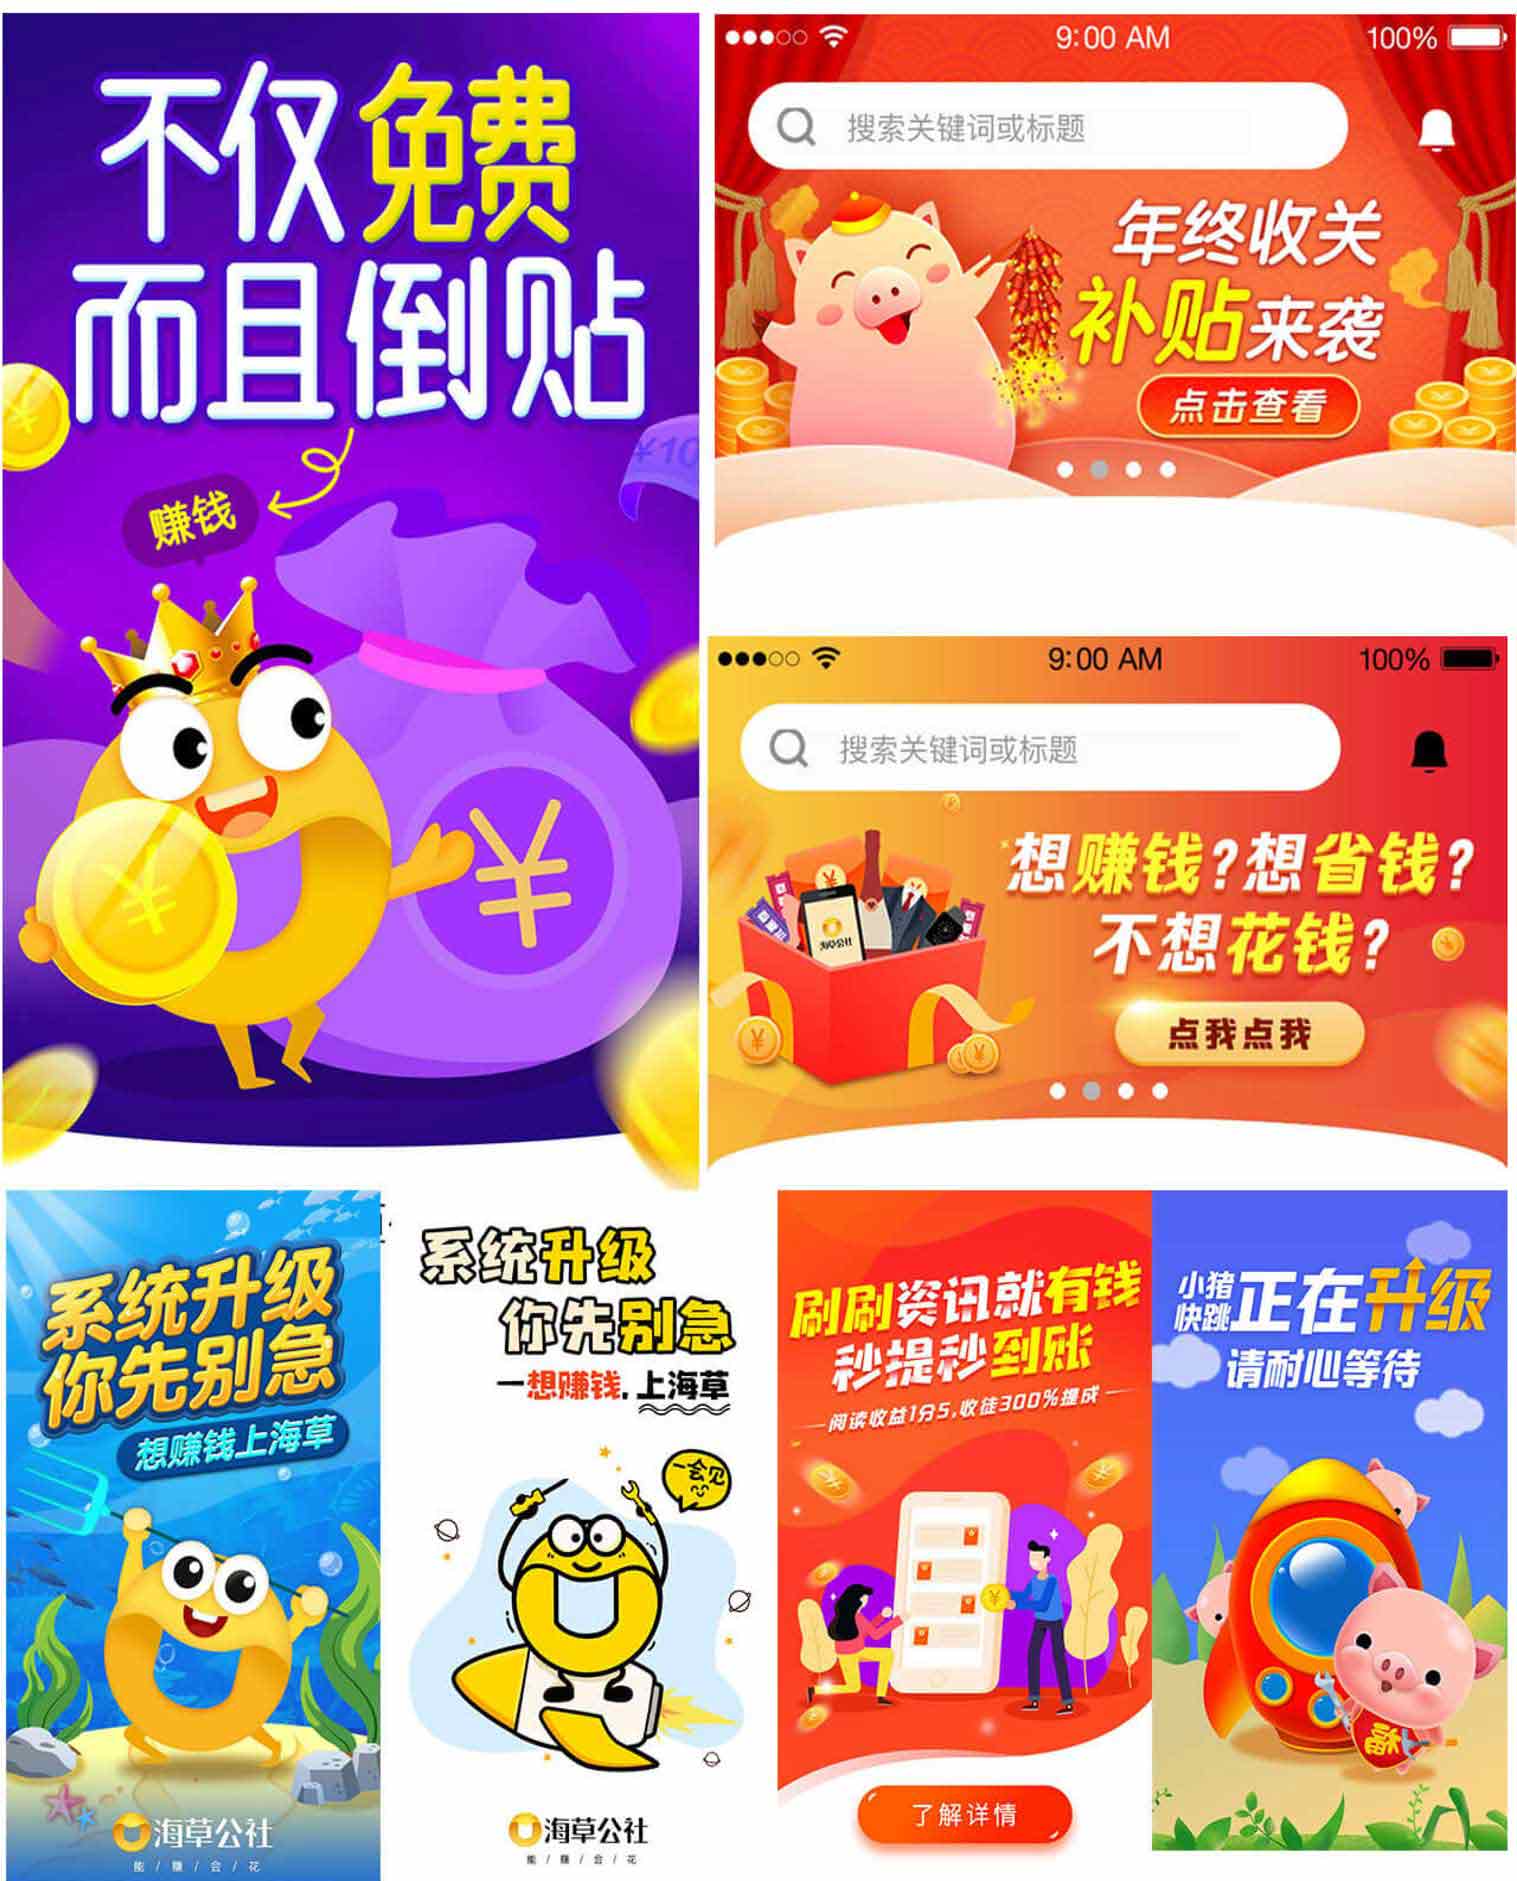 不仅免费
而且倒贴
¥10
赚钱
¥
¥
¥
9:00 AM 100%
搜索关键词或标题
年终收关
补贴来袭
点击查看
9:00 AM 100%
搜索关键词或标题
想赚钱?想省钱?
不想花钱?
海草公社
点我点我
系统升级
你先别急
想赚钱上海草
海草公社
能/赚/会/花
系统升级
你先别急
一想赚钱,上海草
一会见
海草公社
能/赚/会/花
刷刷资讯就有钱
秒提秒到账
阅读收益1分5,收徒300%提成
了解详情
小猪
快跳
正在升级
请耐心等待
福